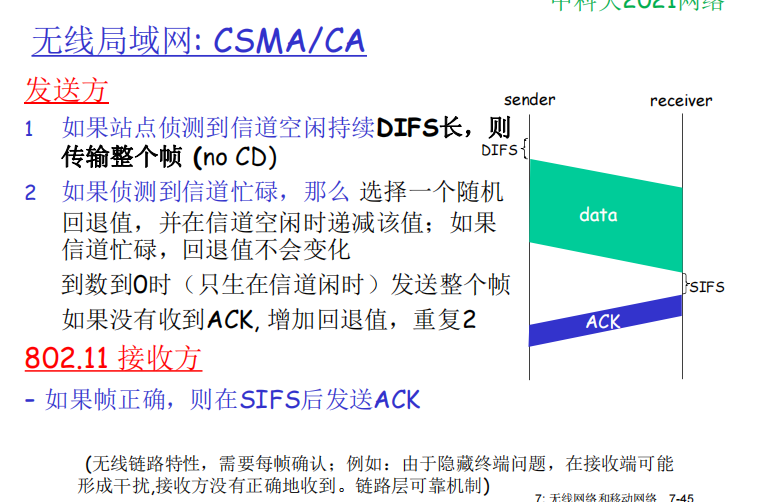 中科大2021网络
无线局域网: CSMA/CA
发送方
1 如果站点侦测到信道空闲持续DIFS长，则
传输整个帧 (no CD)
2 如果侦测到信道忙碌，那么 选择一个随机
回退值，并在信道空闲时递减该值；如果
信道忙碌，回退值不会变化
到数到0时（只生在信道闲时）发送整个帧
如果没有收到ACK, 增加回退值，重复2
802.11 接收方
- 如果帧正确，则在SIFS后发送ACK
sender
receiver
DIFS
data
SIFS
ACK
(无线链路特性，需要每帧确认；例如：由于隐藏终端问题，在接收端可能
形成干扰,接收方没有正确地收到。链路层可靠机制)
7: 无线网络和移动网络 7-45